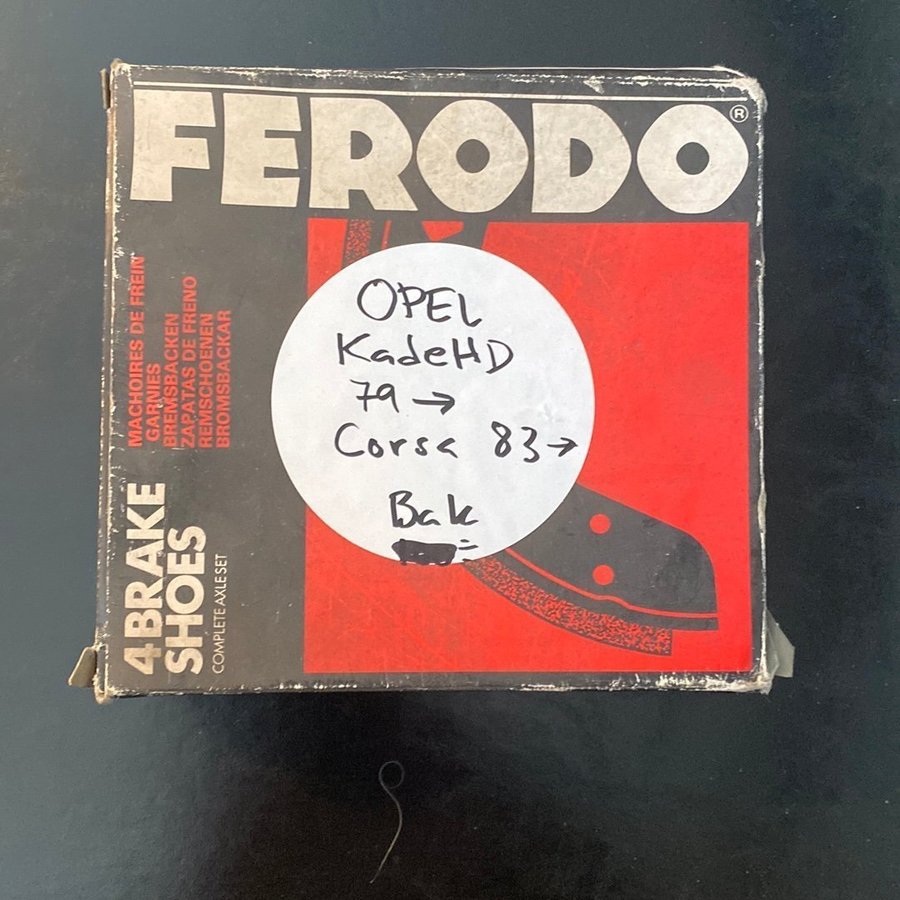 FERODO®
MACHOIRES DE FREIN
GARNIES
BREMSBACKEN
ZAPATAS DE FRENO
REMSCHOENEN
BROMSBACKAR
4 BRAKE
SHOES
COMPLETE AXLE SET
OPEL
Kadett D
79 →
Corsa 83 →
Bak